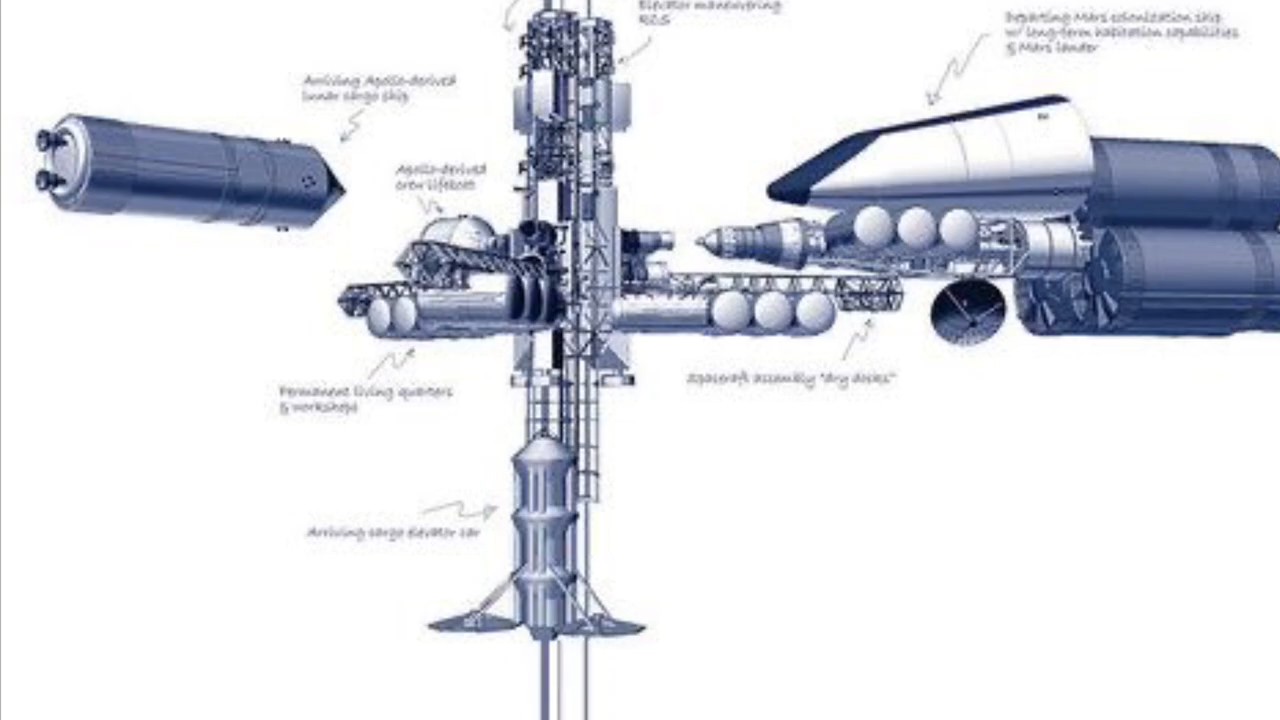 Elevator maneuvering
RCS
Departing Mars colonization ship
w/ long-term habitation capabilities
& Mars lander
Arriving Apollo-derived
lunar cargo ship
Apollo-derived
crew lifeboat
Permanent living quarters
& workshops
Spacecraft assembly "dry docks"
Arriving cargo elevator car